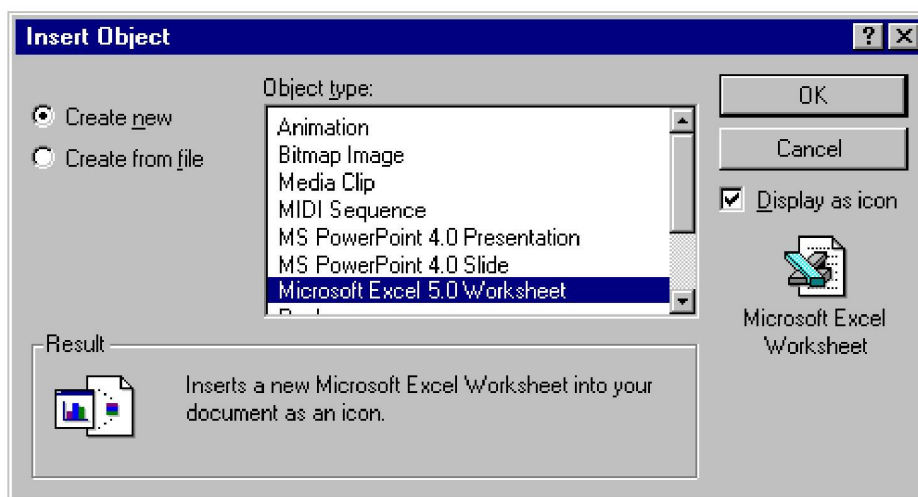 Insert Object
Object type:
Create new
Create from file
Animation
Bitmap Image
Media Clip
MIDI Sequence
MS PowerPoint 4.0 Presentation
MS PowerPoint 4.0 Slide
Microsoft Excel 5.0 Worksheet
OK
Cancel
Display as icon
Microsoft Excel
Worksheet
Result
Inserts a new Microsoft Excel Worksheet into your
document as an icon.